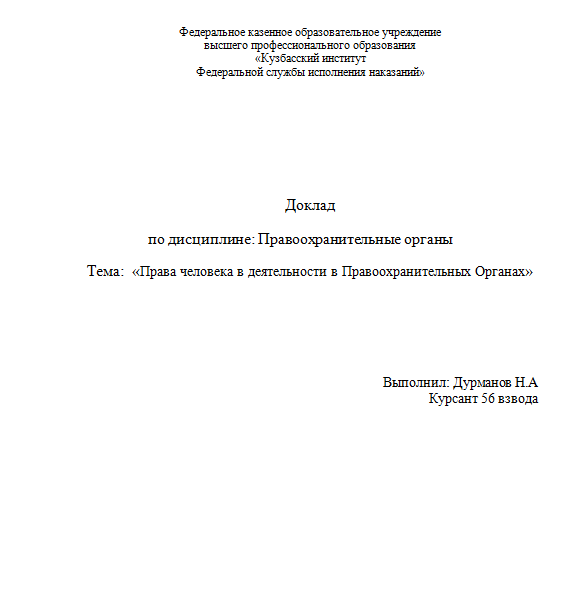 Федеральное казенное образовательное учреждение
высшего профессионального образования
«Кузбасский институт
Федеральной службы исполнения наказаний»
Доклад
по дисциплине: Правоохранительные органы
Тема: «Права человека в деятельности в Правоохранительных Органах»
Выполнил: Дурманов Н.А
Курсант 56 взвода